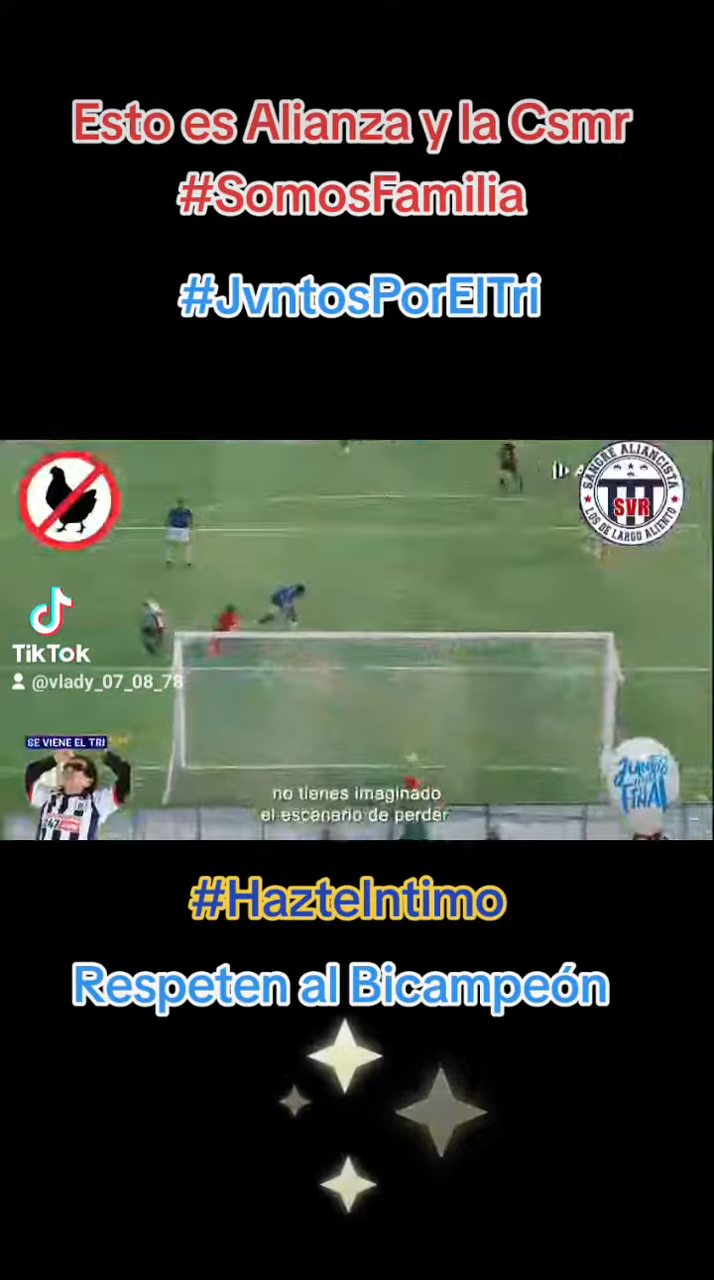 Esto es Alianza y la Csmr
#SomosFamilia
#JvntosPorElTri
SANGRE ALIANCISTA
SVR
LOS DE LARGO ALIENTO
TikTok
@vlady_07_08_78
SE VIENE EL TRI
JUNTOS
FINAL
no tienes imaginado
el escenario de perder
#HazteIntimo
Respeten al Bicampeón